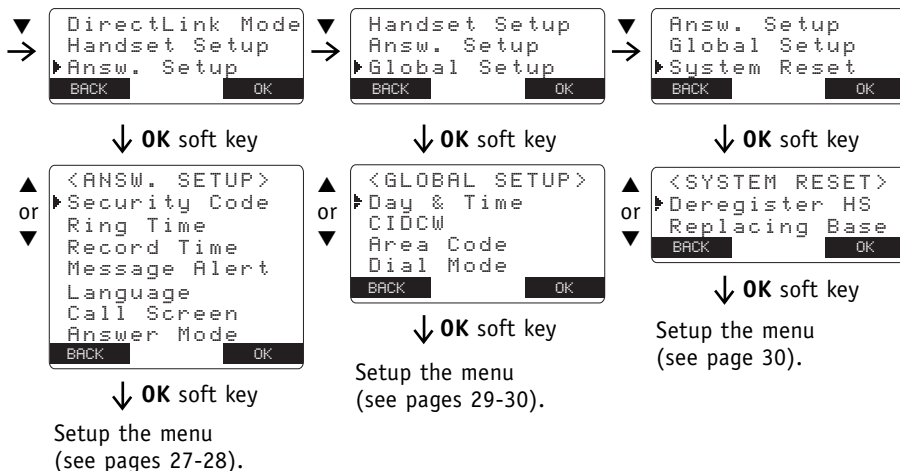 DirectLink Mode
Handset Setup
Answ. Setup
BACK OK
OK soft key
<ANSW. SETUP>
or
Security Code
Ring Time
Record Time
Message Alert
Language
Call Screen
Answer Mode
BACK OK
OK soft key
Setup the menu
(see pages 27-28).
Handset Setup
Answ. Setup
Global Setup
BACK OK
OK soft key
<GLOBAL SETUP>
or
Day & Time
CIDCW
Area Code
Dial Mode
BACK OK
OK soft key
Setup the menu
(see pages 29-30).
Answ. Setup
Global Setup
System Reset
BACK OK
OK soft key
<SYSTEM RESET>
or
Deregister HS
Replacing Base
BACK OK
OK soft key
Setup the menu
(see page 30).